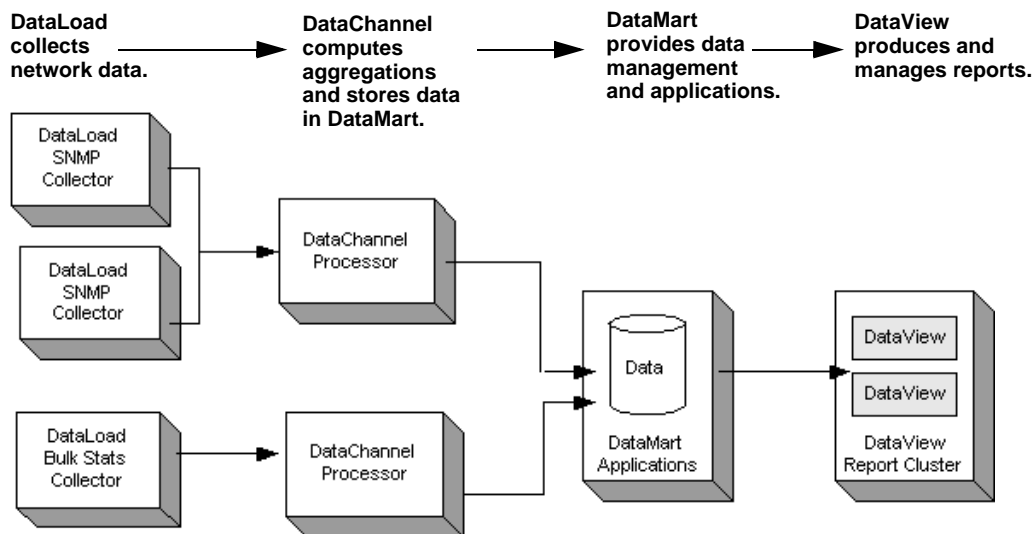 DataLoad
collects
network data.
DataChannel
computes
aggregations
and stores data
in DataMart.
DataMart
provides data
management
and applications.
DataView
produces and
manages reports.
DataLoad
SNMP
Collector
DataLoad
SNMP
Collector
DataChannel
Processor
DataLoad
Bulk Stats
Collector
DataChannel
Processor
Data
DataMart
Applications
DataView
DataView
DataView
Report Cluster